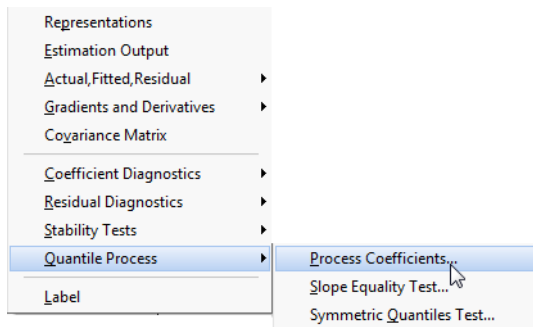 Representations
Estimation Output
Actual,Fitted,Residual
Gradients and Derivatives
Covariance Matrix
Coefficient Diagnostics
Residual Diagnostics
Stability Tests
Quantile Process
Process Coefficients...
Slope Equality Test...
Label
Symmetric Quantiles Test...